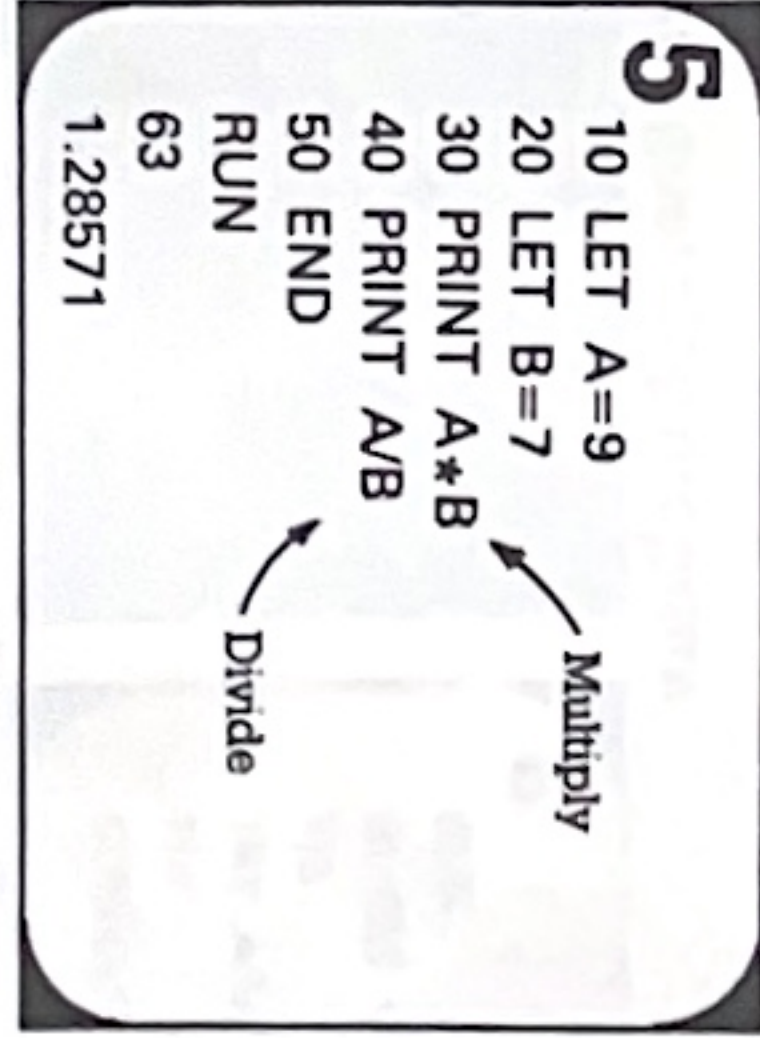 5
10 LET A=9
20 LET B=7
30 PRINT A*B
Multiply
40 PRINT A/B
50 END
Divide
RUN
63
1.28571